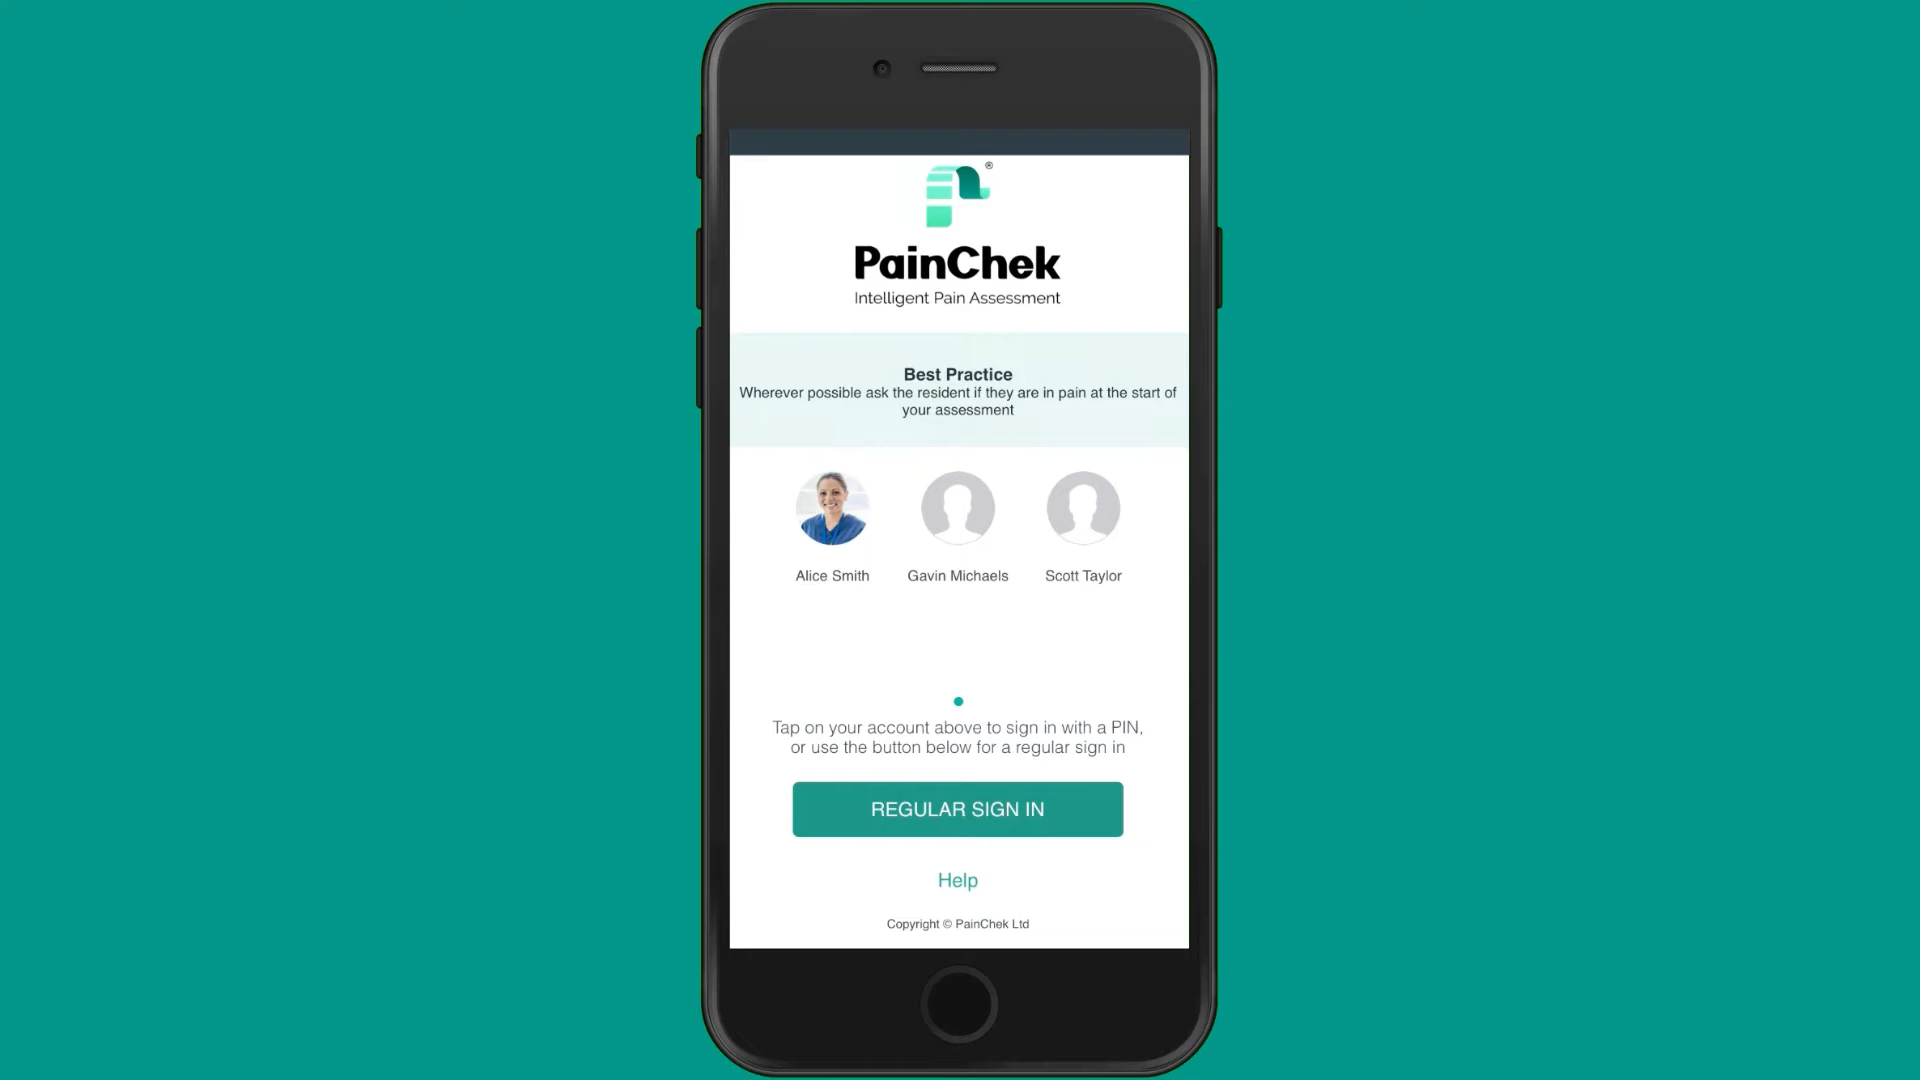 ®
PainChek
Intelligent Pain Assessment
Best Practice
Wherever possible ask the resident if they are in pain at the start of
your assessment
Alice Smith
Gavin Michaels
Scott Taylor
Tap on your account above to sign in with a PIN,
or use the button below for a regular sign in
REGULAR SIGN IN
Help
Copyright © PainChek Ltd